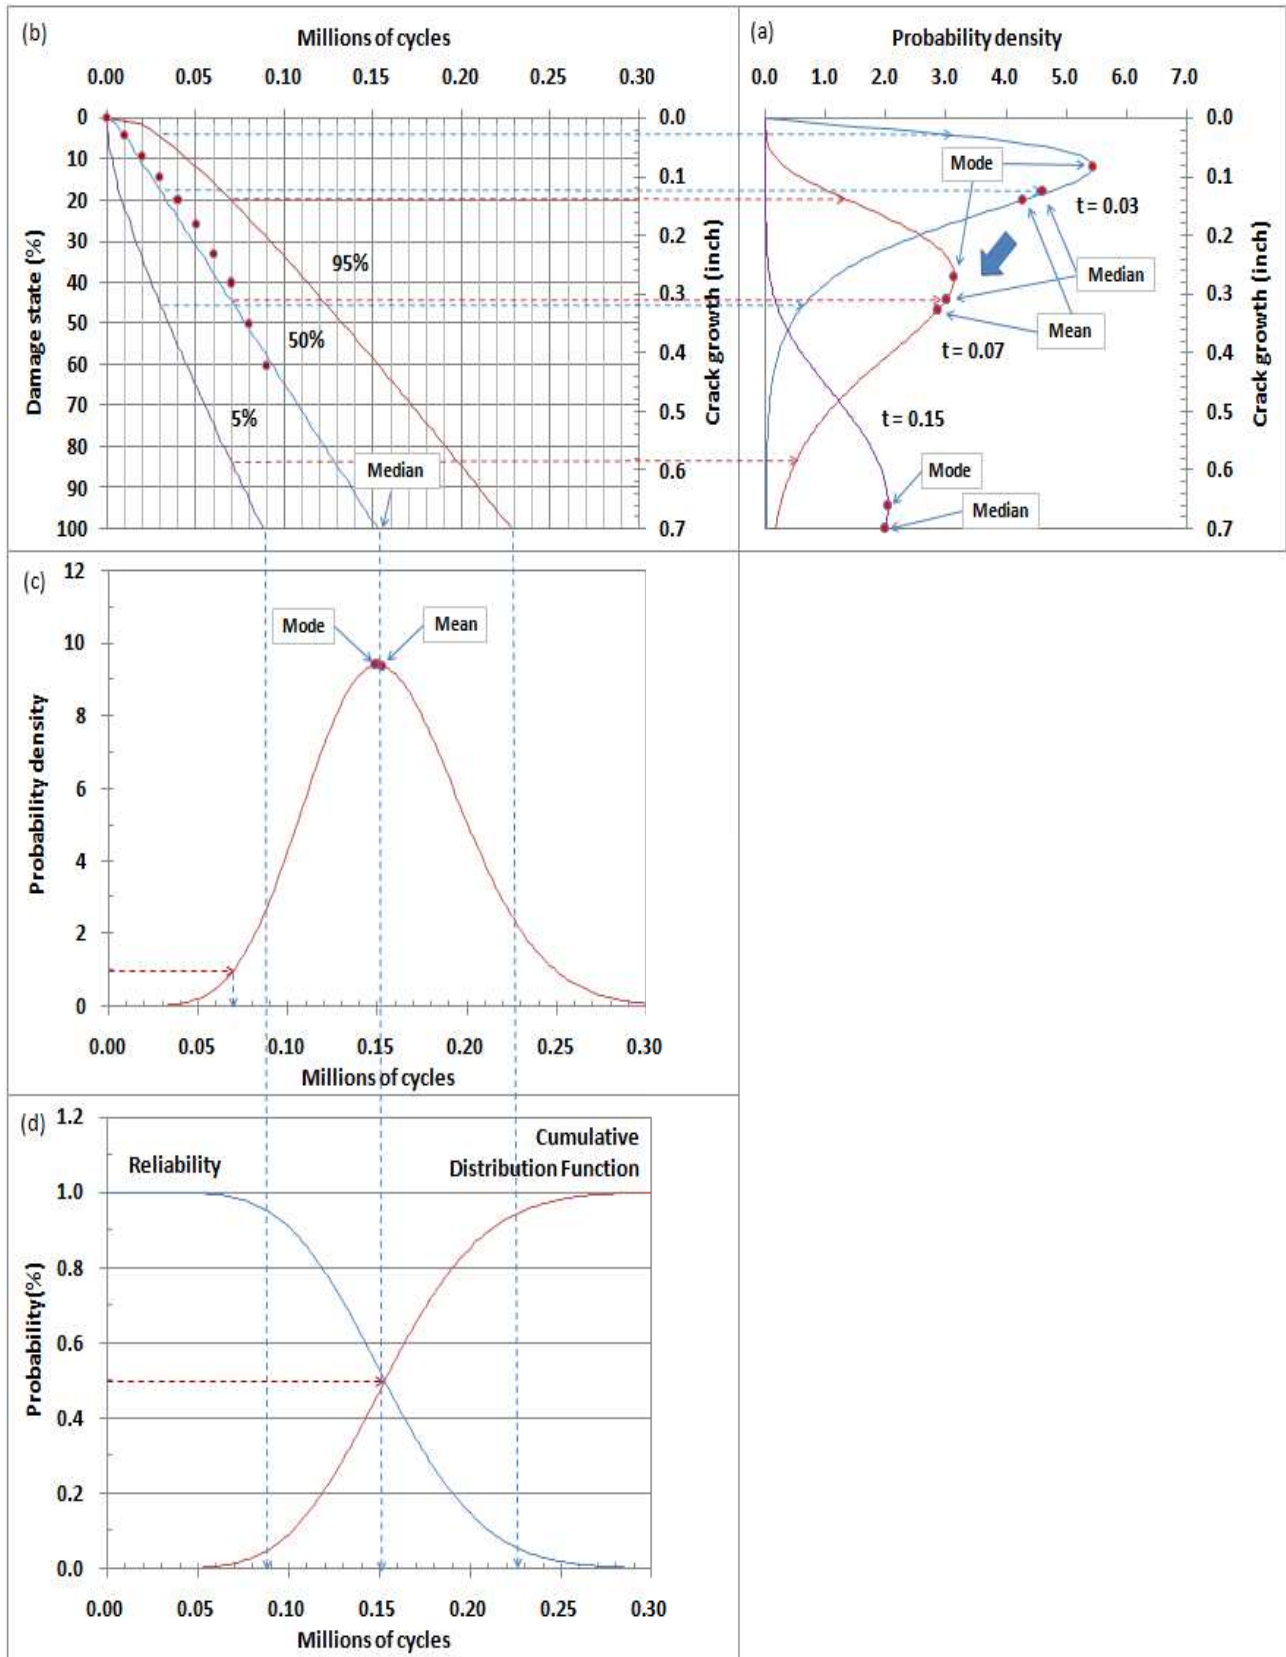 (b)
Millions of cycles
0.00 0.05 0.10 0.15 0.20 0.25 0.30
0
10
20
30
40
50
60
70
80
90
100
Damage state (%)
95%
50%
5%
Median
0.0
0.1
0.2
0.3
0.4
0.5
0.6
0.7
Crack growth (inch)
(a)
Probability density
0.0 1.0 2.0 3.0 4.0 5.0 6.0 7.0
Mode
t = 0.03
Median
Mean
t = 0.07
t = 0.15
Mode
Median
0.0
0.1
0.2
0.3
0.4
0.5
0.6
0.7
Crack growth (inch)
(c)
12
10
8
6
4
2
0
Probability density
Mode
Mean
0.00 0.05 0.10 0.15 0.20 0.25 0.30
Millions of cycles
(d)
1.2
1.0
0.8
0.6
0.4
0.2
0.0
Probability(%)
Reliability
Cumulative
Distribution Function
0.00 0.05 0.10 0.15 0.20 0.25 0.30
Millions of cycles